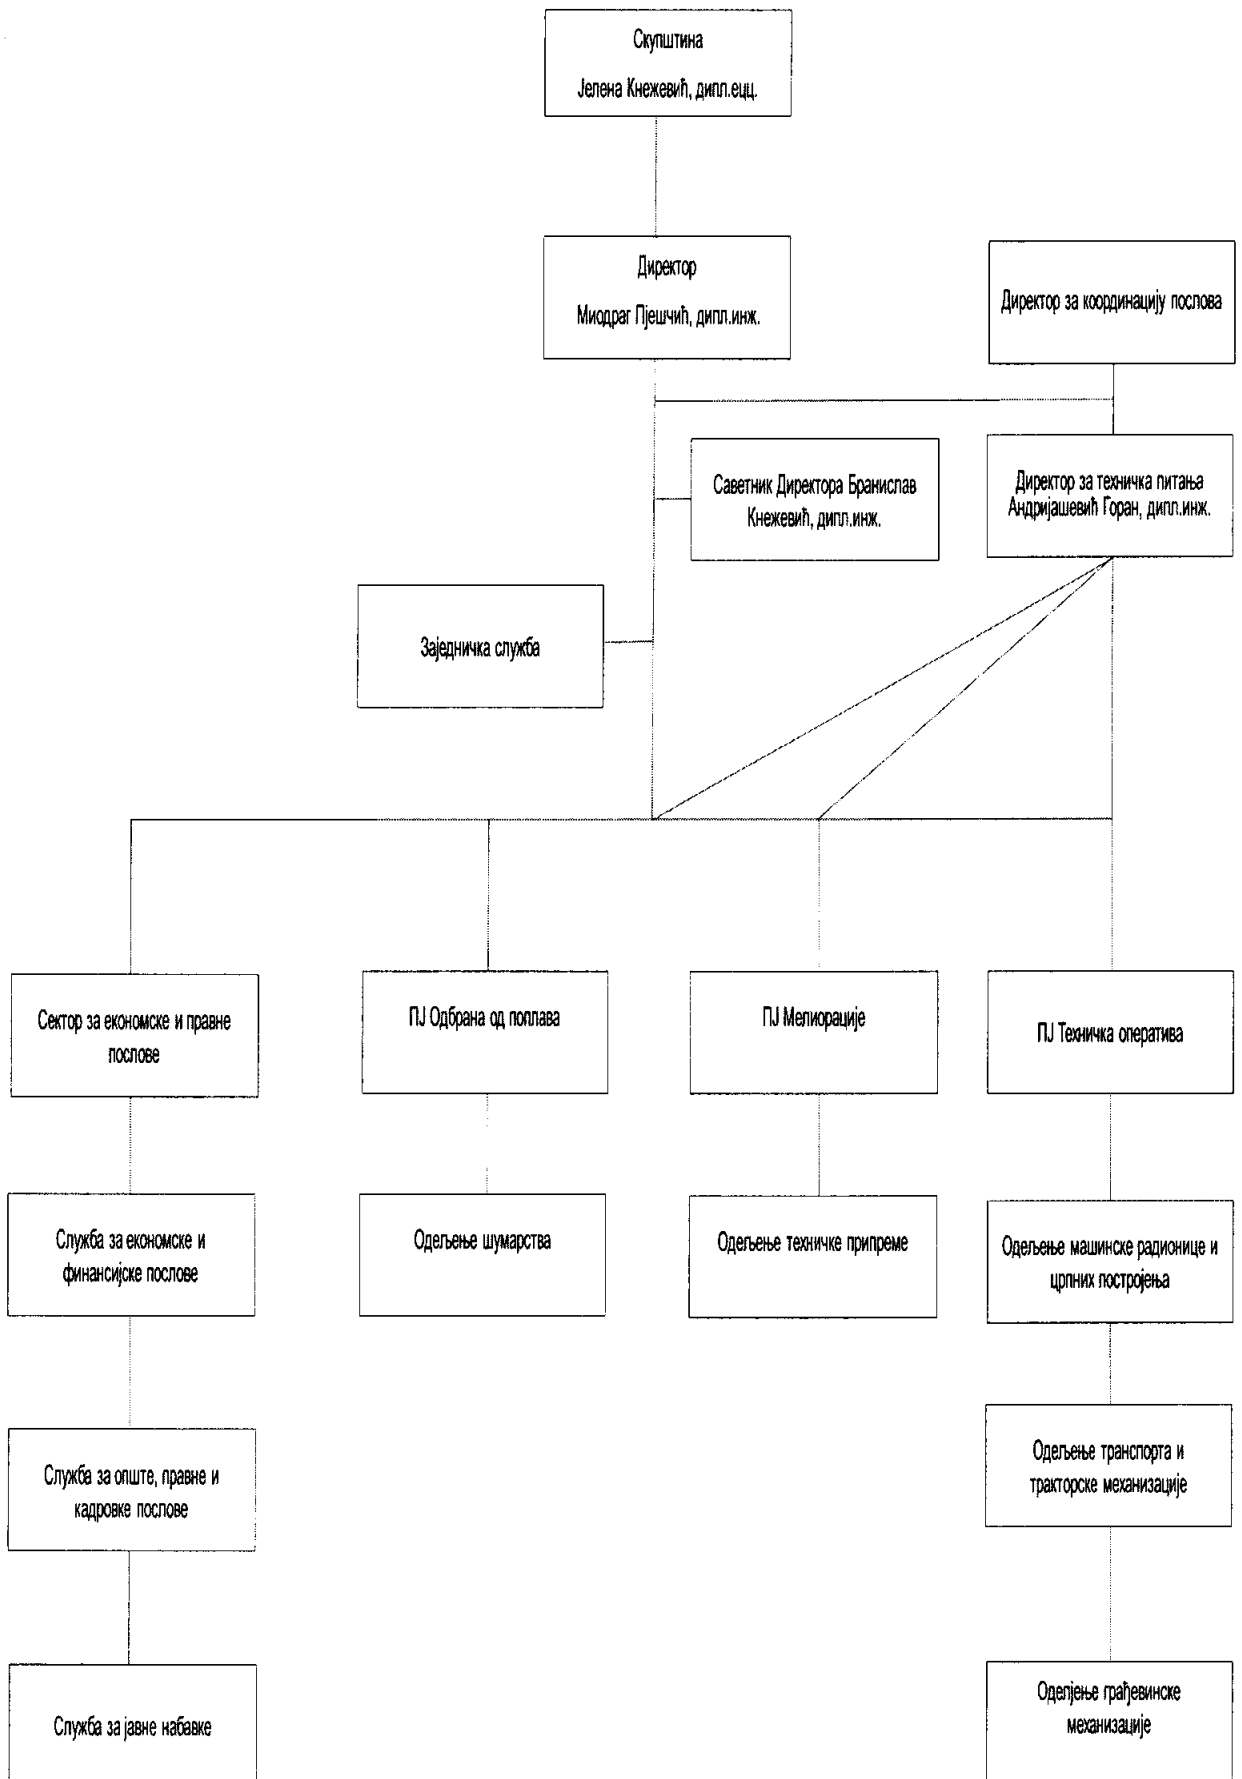 Скупштина
Јелена Кнежевић, дипл.ецц.
Директор
Миодраг Пјешчић, дипл.инж.
Директор за координацију послова
Саветник Директора Бранислав
Кнежевић, дипл.инж.
Директор за техничка питања
Андријашевић Горан, дипл.инж.
Заједничка служба
Сектор за економске и правне
послове
ПЈ Одбрана од поплава
ПЈ Мелиорације
ПЈ Техничка оператива
Служба за економске и
финансијске послове
Одељење шумарства
Одељење техничке припреме
Одељење машинске радионице и
црпних постројења
Служба за опште, правне и
кадровке послове
Одељење транспорта и
тракторске механизације
Служба за јавне набавке
Оделјење грађевинске
механизације